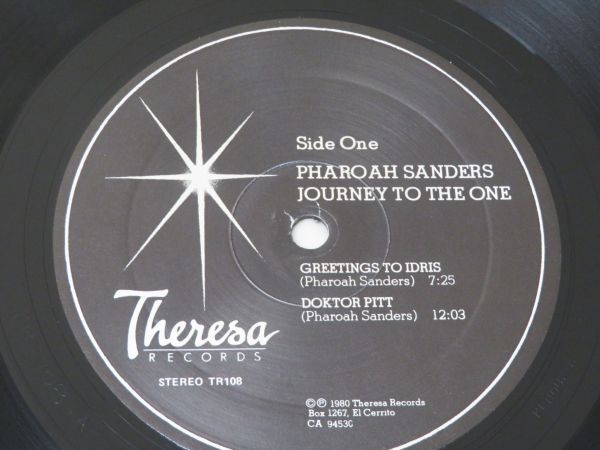 Side One
PHAROAH SANDERS
JOURNEY TO THE ONE
GREETINGS TO IDRIS
(Pharoah Sanders) 7:25
DOKTOR PITT
(Pharoah Sanders) 12:03
Theresa
RECORDS
STEREO TR108
©℗ 1980 Theresa Records
Box 1267, El Cerrito
CA 94530